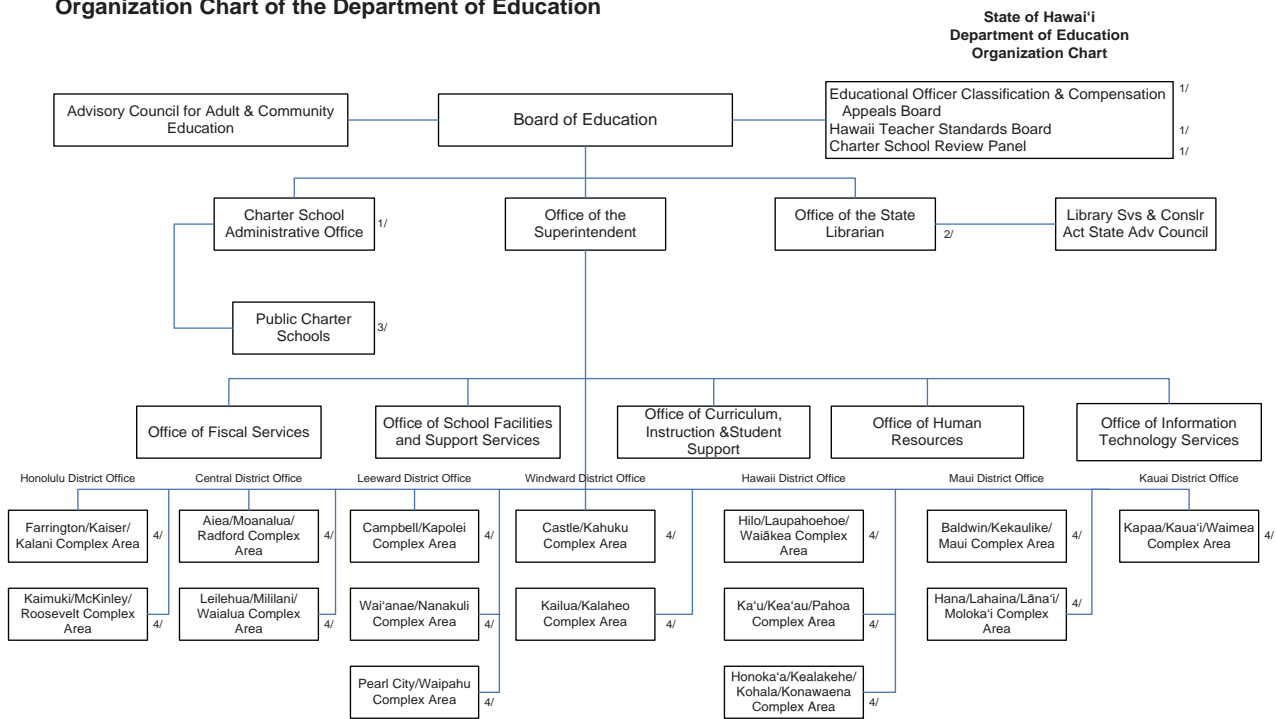 Organization Chart of the Department of Education
State of Hawai‘i
Department of Education
Organization Chart
Advisory Council for Adult & Community
Education
Board of Education
Educational Officer Classification & Compensation 1/
Appeals Board
Hawaii Teacher Standards Board 1/
Charter School Review Panel 1/
Charter School
Administrative Office
1/
Office of the
Superintendent
Office of the State
Librarian
2/
Library Svs & Conslr
Act State Adv Council
Public Charter
Schools
3/
Office of Fiscal Services
Office of School Facilities
and Support Services
Office of Curriculum,
Instruction &Student
Support
Office of Human
Resources
Office of Information
Technology Services
Honolulu District Office
Central District Office
Leeward District Office
Windward District Office
Hawaii District Office
Maui District Office
Kauai District Office
Farrington/Kaiser/
Kalani Complex Area
4/
Aiea/Moanalua/
Radford Complex
Area
4/
Campbell/Kapolei
Complex Area
4/
Castle/Kahuku
Complex Area
4/
Hilo/Laupahoehoe/
Waiākea Complex
Area
4/
Baldwin/Kekaulike/
Maui Complex Area
4/
Kapaa/Kaua‘i/Waimea
Complex Area
4/
Kaimuki/McKinley/
Roosevelt Complex
Area
4/
Leilehua/Mililani/
Waialua Complex
Area
4/
Wai‘anae/Nanakuli
Complex Area
4/
Kailua/Kalaheo
Complex Area
4/
Ka‘u/Kea‘au/Pahoa
Complex Area
4/
Hana/Lahaina/Lāna‘i/
Moloka‘i Complex
Area
4/
4/
Pearl City/Waipahu
Complex Area
4/
Honoka‘a/Kealakehe/
Kohala/Konawaena
Complex Area
4/